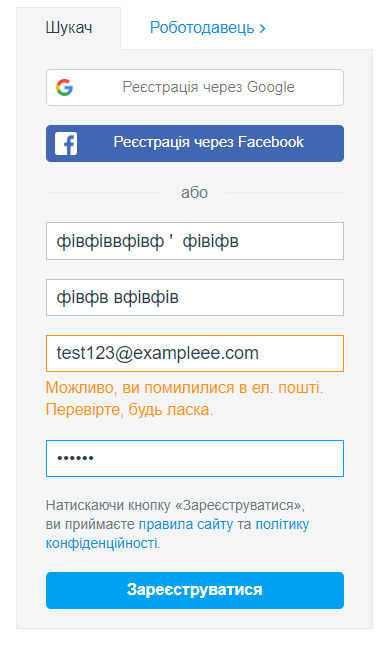 Шукач
Роботодавець
Реєстрація через Google
Реєстрація через Facebook
або
фівфіввфівф ' фівіфв
фівфв вфівфів
test123@exampleee.com
Можливо, ви помилилися в ел. пошті.
Перевірте, будь ласка.
••••••
Натискаючи кнопку «Зареєструватися»,
ви приймаєте правила сайту та політику
конфіденційності.
Зареєструватися